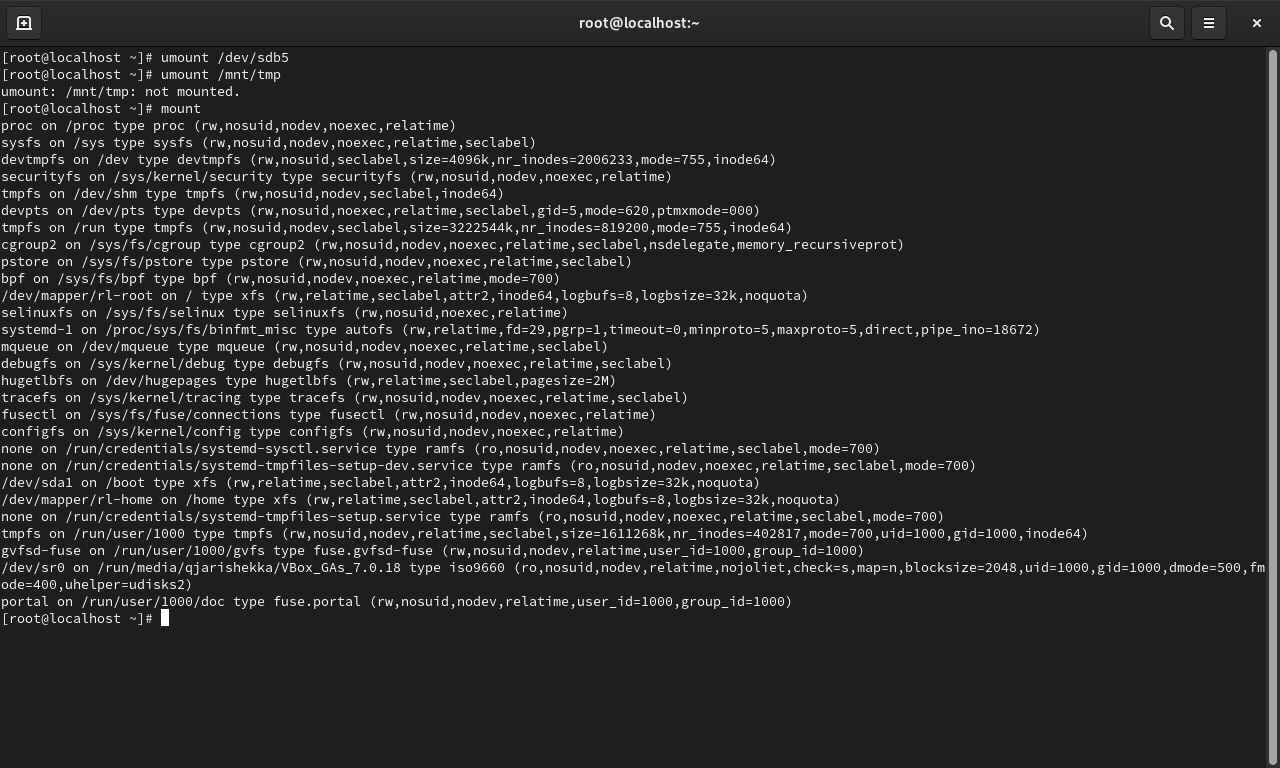 root@localhost:~
[root@localhost ~]# umount /dev/sdb5
[root@localhost ~]# umount /mnt/tmp
umount: /mnt/tmp: not mounted.
[root@localhost ~]# mount
proc on /proc type proc (rw,nosuid,nodev,noexec,relatime)
sysfs on /sys type sysfs (rw,nosuid,nodev,noexec,relatime,seclabel)
devtmpfs on /dev type devtmpfs (rw,nosuid,seclabel,size=4096k,nr_inodes=2006233,mode=755,inode64)
securityfs on /sys/kernel/security type securityfs (rw,nosuid,nodev,noexec,relatime)
tmpfs on /dev/shm type tmpfs (rw,nosuid,nodev,seclabel,inode64)
devpts on /dev/pts type devpts (rw,nosuid,noexec,relatime,seclabel,gid=5,mode=620,ptmxmode=000)
tmpfs on /run type tmpfs (rw,nosuid,nodev,seclabel,size=3222544k,nr_inodes=819200,mode=755,inode64)
cgroup2 on /sys/fs/cgroup type cgroup2 (rw,nosuid,nodev,noexec,relatime,seclabel,nsdelegate,memory_recursiveprot)
pstore on /sys/fs/pstore type pstore (rw,nosuid,nodev,noexec,relatime,seclabel)
bpf on /sys/fs/bpf type bpf (rw,nosuid,nodev,noexec,relatime,mode=700)
/dev/mapper/rl-root on / type xfs (rw,relatime,seclabel,attr2,inode64,logbufs=8,logbsize=32k,noquota)
selinuxfs on /sys/fs/selinux type selinuxfs (rw,nosuid,noexec,relatime)
systemd-1 on /proc/sys/fs/binfmt_misc type autofs (rw,relatime,fd=29,pgrp=1,timeout=0,minproto=5,maxproto=5,direct,pipe_ino=18672)
mqueue on /dev/mqueue type mqueue (rw,nosuid,nodev,noexec,relatime,seclabel)
debugfs on /sys/kernel/debug type debugfs (rw,nosuid,nodev,noexec,relatime,seclabel)
hugetlbfs on /dev/hugepages type hugetlbfs (rw,relatime,seclabel,pagesize=2M)
tracefs on /sys/kernel/tracing type tracefs (rw,nosuid,nodev,noexec,relatime,seclabel)
fusectl on /sys/fs/fuse/connections type fusectl (rw,nosuid,nodev,noexec,relatime)
configfs on /sys/kernel/config type configfs (rw,nosuid,nodev,noexec,relatime)
none on /run/credentials/systemd-sysctl.service type ramfs (ro,nosuid,nodev,noexec,relatime,seclabel,mode=700)
none on /run/credentials/systemd-tmpfiles-setup-dev.service type ramfs (ro,nosuid,nodev,noexec,relatime,seclabel,mode=700)
/dev/sda1 on /boot type xfs (rw,relatime,seclabel,attr2,inode64,logbufs=8,logbsize=32k,noquota)
/dev/mapper/rl-home on /home type xfs (rw,relatime,seclabel,attr2,inode64,logbufs=8,logbsize=32k,noquota)
none on /run/credentials/systemd-tmpfiles-setup.service type ramfs (ro,nosuid,nodev,noexec,relatime,seclabel,mode=700)
tmpfs on /run/user/1000 type tmpfs (rw,nosuid,nodev,relatime,seclabel,size=1611268k,nr_inodes=402817,mode=700,uid=1000,gid=1000,inode64)
gvfsd-fuse on /run/user/1000/gvfs type fuse.gvfsd-fuse (rw,nosuid,nodev,relatime,user_id=1000,group_id=1000)
/dev/sr0 on /run/media/qjarishekka/VBox_GAs_7.0.18 type iso9660 (ro,nosuid,nodev,relatime,nojoliet,check=s,map=n,blocksize=2048,uid=1000,gid=1000,dmode=500,fm
ode=400,uhelper=udisks2)
portal on /run/user/1000/doc type fuse.portal (rw,nosuid,nodev,relatime,user_id=1000,group_id=1000)
[root@localhost ~]#